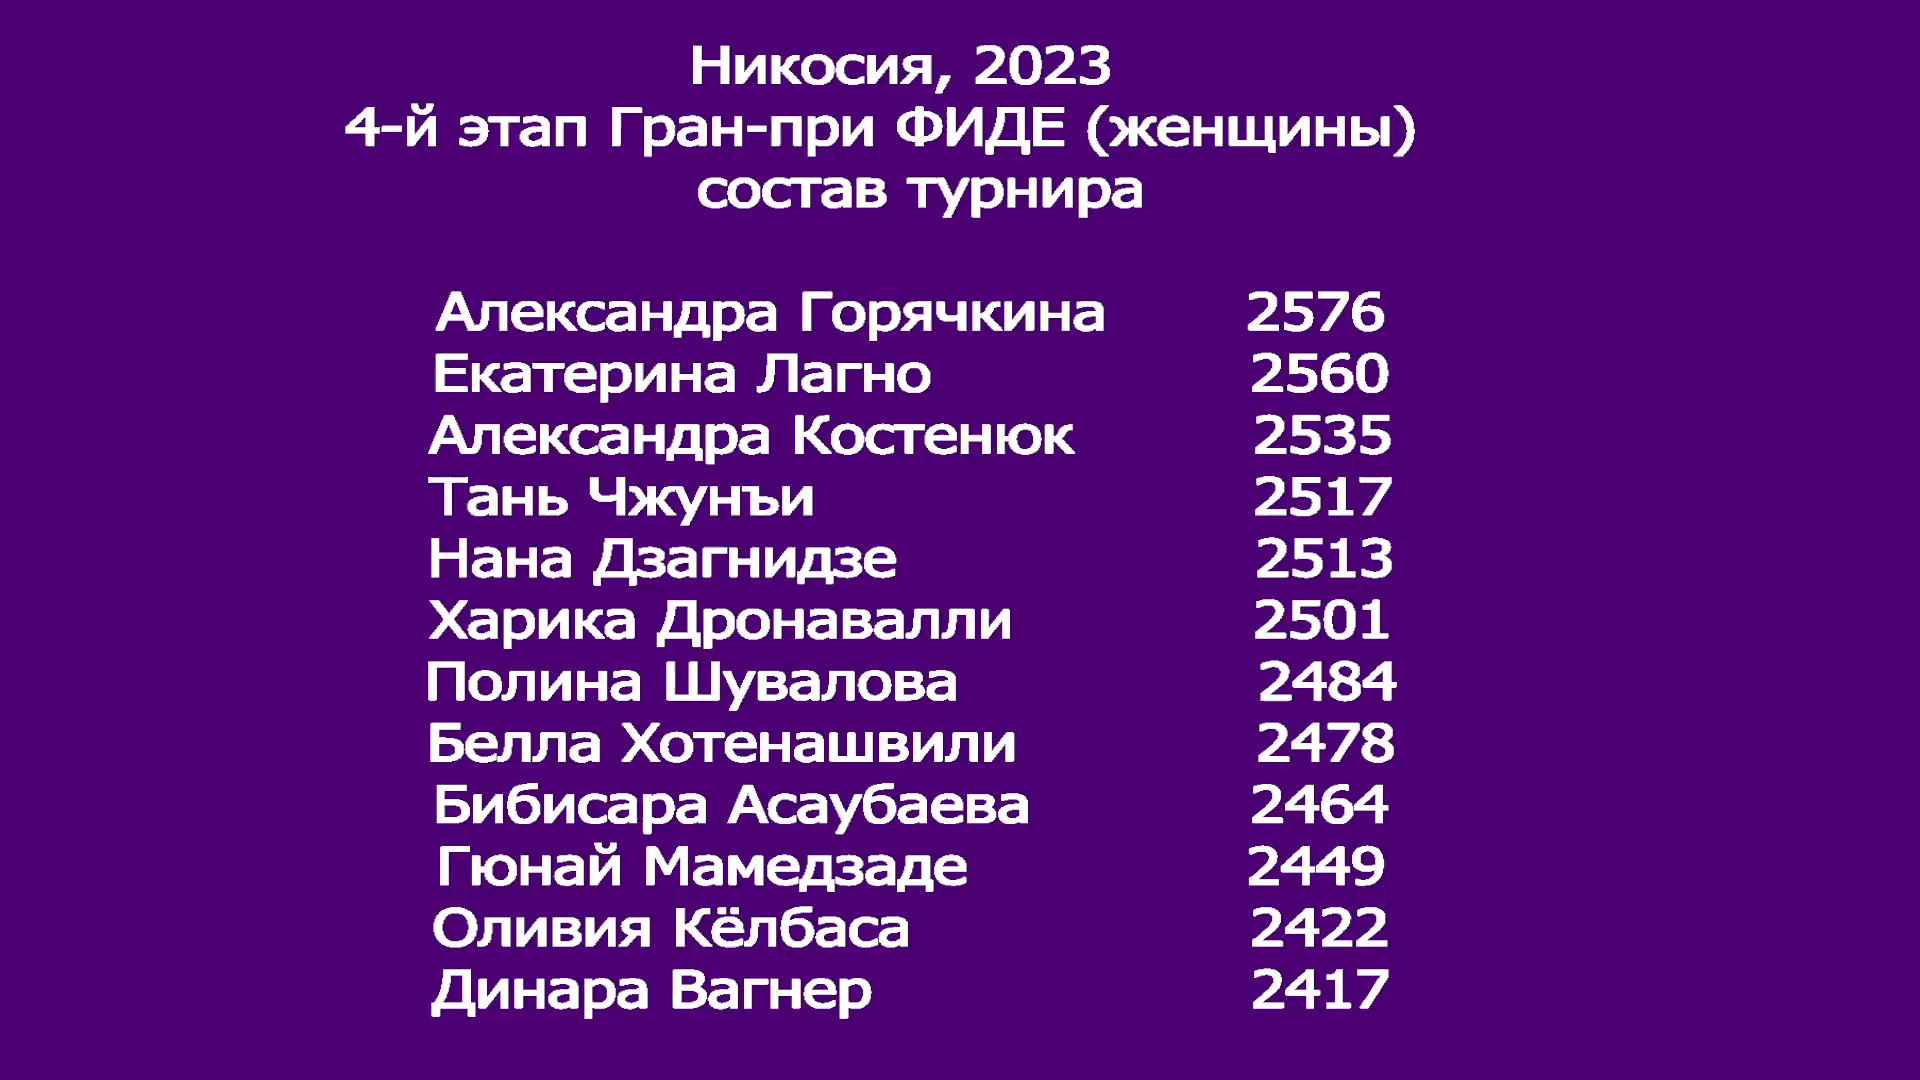 Никосия, 2023
4-й этап Гран-при ФИДЕ (женщины)
состав турнира
Александра Горячкина 2576
Екатерина Лагно 2560
Александра Костенюк 2535
Тань Чжунъи 2517
Нана Дзагнидзе 2513
Харика Дронавалли 2501
Полина Шувалова 2484
Белла Хотенашвили 2478
Бибисара Асаубаева 2464
Гюнай Мамедзаде 2449
Оливия Кёлбаса 2422
Динара Вагнер 2417